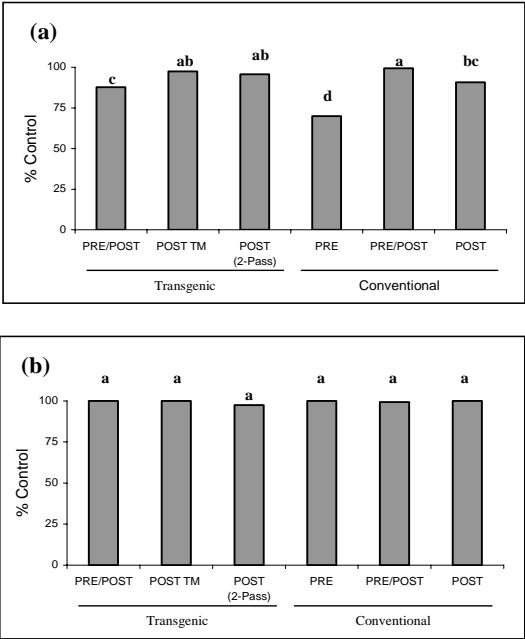 (a)
ab ab a bc
c d
100
75
50
25
0
% Control
PRE/POST POST TM POST PRE PRE/POST POST
(2-Pass)
Transgenic Conventional
(b)
a a a a a a
100
75
50
25
0
% Control
PRE/POST POST TM POST PRE PRE/POST POST
(2-Pass)
Transgenic Conventional